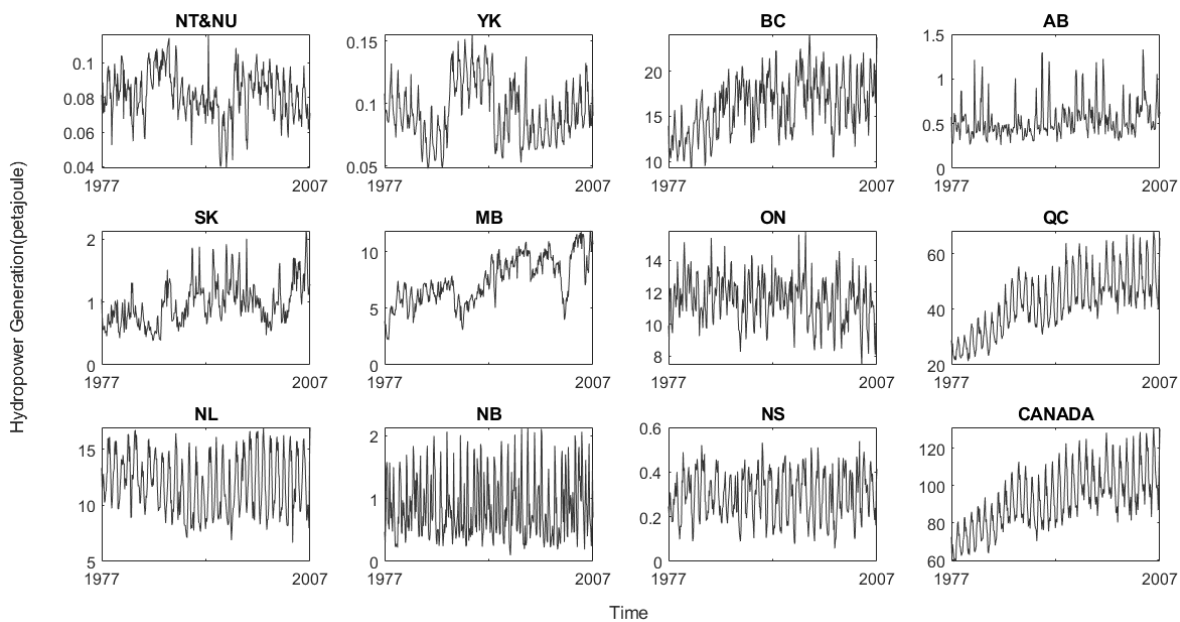 NT&NU YK BC AB
0.1 0.15 20 1.5
0.08 0.1 15 1
0.06 0.05 10 0.5
0.04 0
1977 2007 1977 2007 1977 2007 1977 2007
Hydropower Generation(petajoule)
SK MB ON QC
2 10 14 60
1 5 12 40
0 0 10 20
8
1977 2007 1977 2007 1977 2007 1977 2007
NL NB NS CANADA
15 2 0.6 120
10 1 0.4 100
5 0 0.2 80
0 60
1977 2007 1977 2007 1977 2007 1977 2007
Time